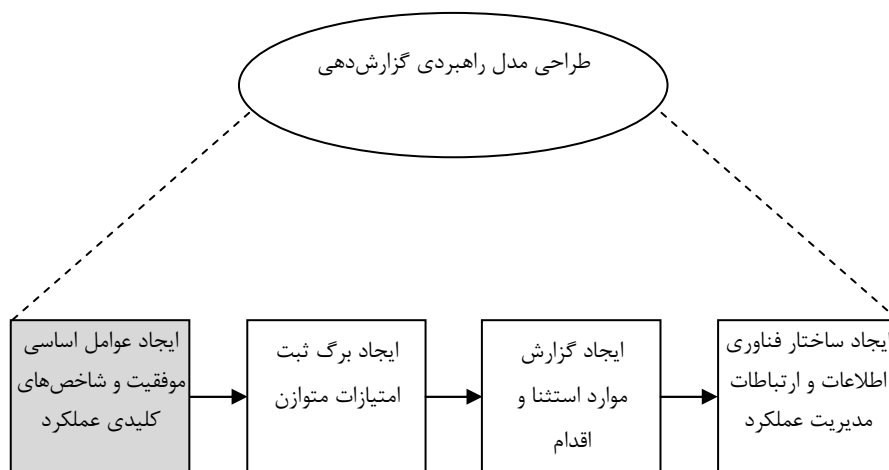 طراحی مدل راهبردی گزارش‌دهی
ایجاد عوامل اساسی
موفقیت و شاخص‌های
کلیدی عملکرد
ایجاد برگ ثبت
امتیازات متوازن
ایجاد گزارش
موارد استثنا و
اقدام
ایجاد ساختار فناوری
اطلاعات و ارتباطات
مدیریت عملکرد